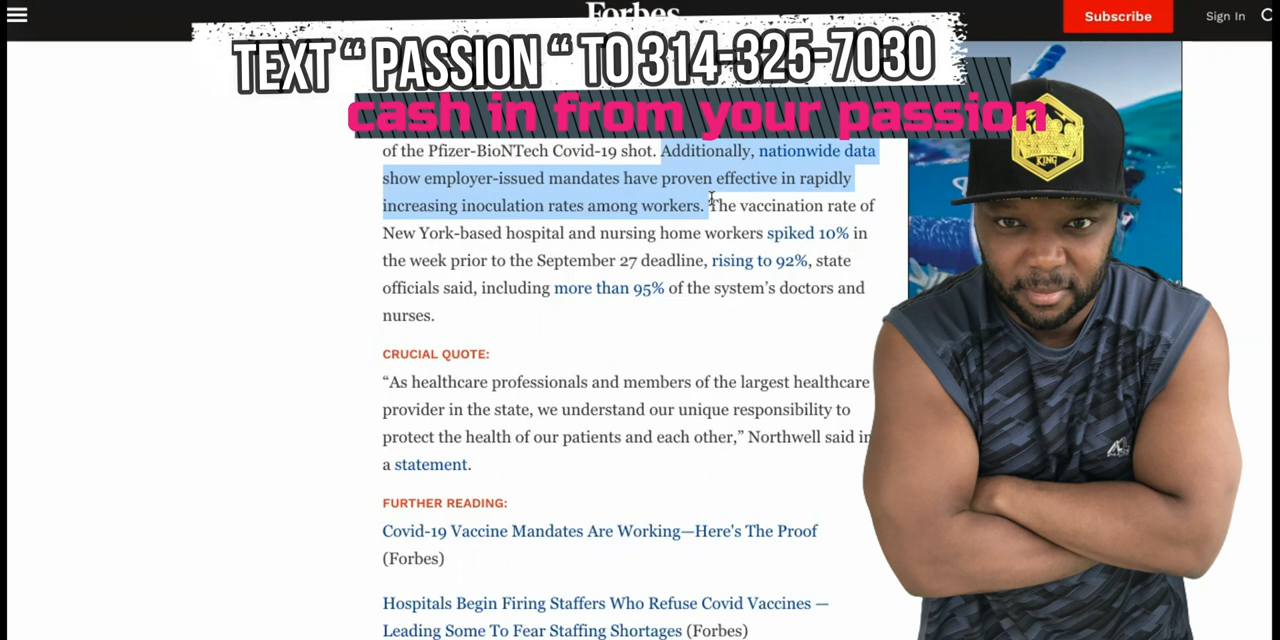 Forbes
Subscribe
Sign In
TEXT “ PASSION “ TO 314-325-7030
cash in from your passion
of the Pfizer-BioNTech Covid-19 shot. Additionally, nationwide data
show employer-issued mandates have proven effective in rapidly
increasing inoculation rates among workers. The vaccination rate of
New York-based hospital and nursing home workers spiked 10% in
the week prior to the September 27 deadline, rising to 92%, state
officials said, including more than 95% of the system’s doctors and
nurses.
CRUCIAL QUOTE:
“As healthcare professionals and members of the largest healthcare
provider in the state, we understand our unique responsibility to
protect the health of our patients and each other,” Northwell said in
a statement.
FURTHER READING:
Covid-19 Vaccine Mandates Are Working—Here's The Proof
(Forbes)
Hospitals Begin Firing Staffers Who Refuse Covid Vaccines —
Leading Some To Fear Staffing Shortages (Forbes)
KING